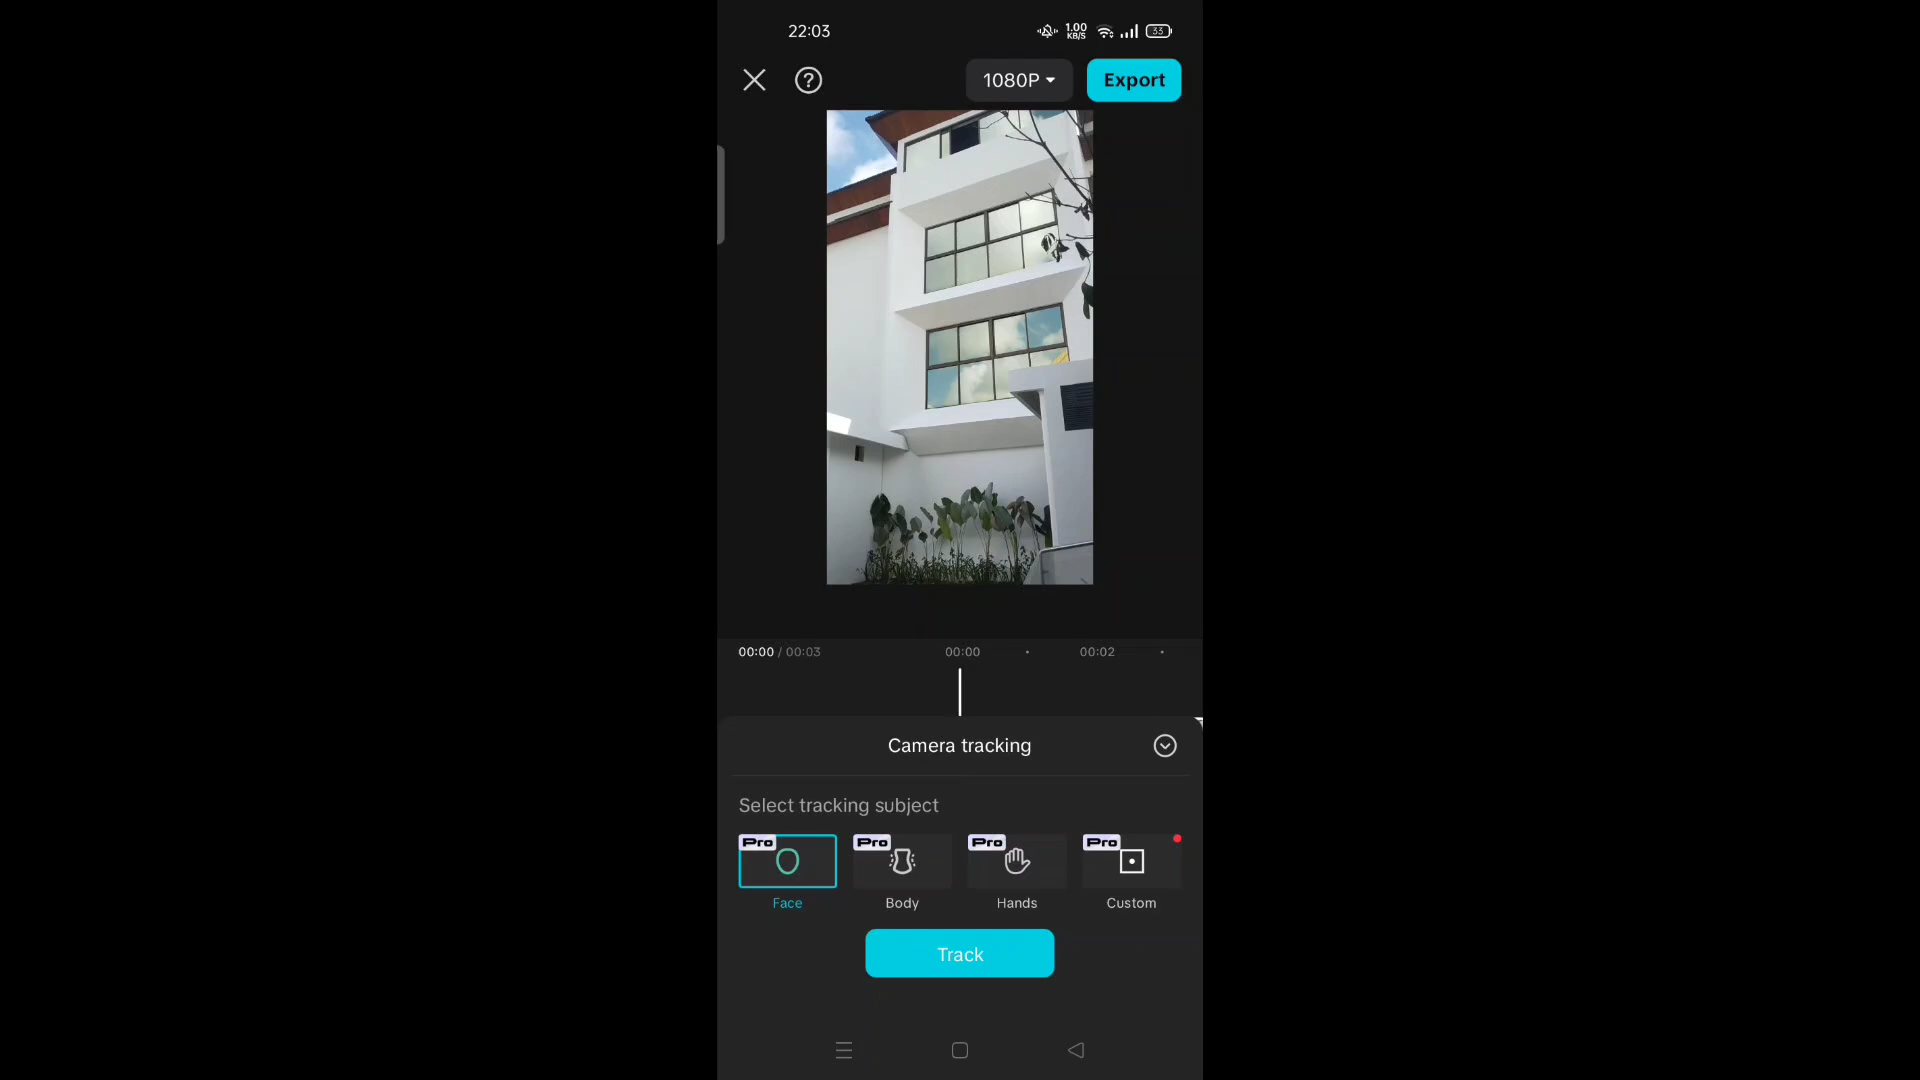 22:03
1.00
KB/S
33
1080P
Export
00:00 / 00:03
00:00
00:02
Camera tracking
Select tracking subject
Pro
Pro
Pro
Pro
Face
Body
Hands
Custom
Track